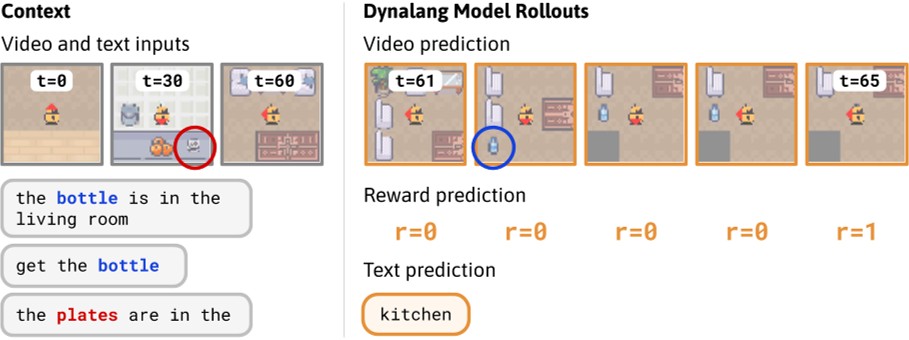 Context
Video and text inputs
t=0
t=30
t=60
the bottle is in the
living room
get the bottle
the plates are in the
Dynalang Model Rollouts
Video prediction
t=61
t=65
Reward prediction
r=0
r=0
r=0
r=0
r=1
Text prediction
kitchen